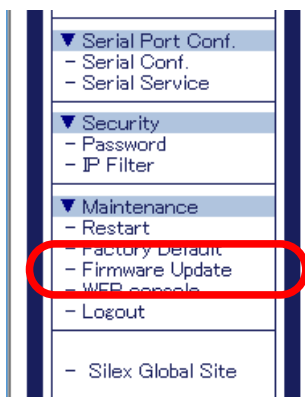 ▼ Serial Port Conf.
- Serial Conf.
- Serial Service
▼ Security
- Password
- IP Filter
▼ Maintenance
- Restart
- Factory Default
- Firmware Update
- WEP console
- Logout
- Silex Global Site